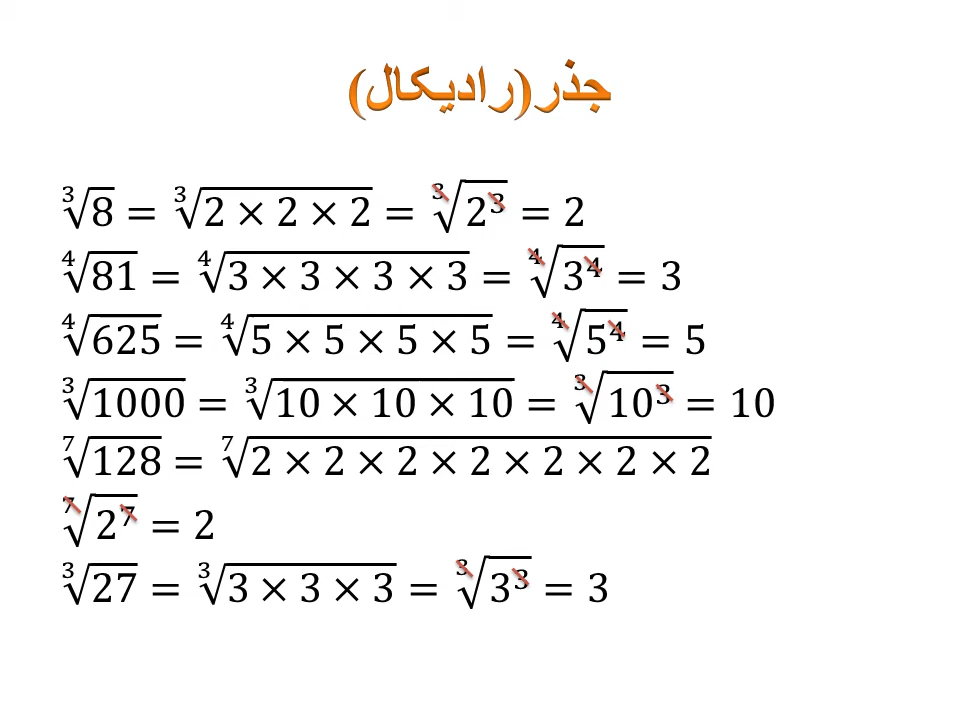 جذر(رادیکال)
∛8 = ∛(2 × 2 × 2) = ∛(2³) = 2
∜81 = ∜(3 × 3 × 3 × 3) = ∜(3⁴) = 3
∜625 = ∜(5 × 5 × 5 × 5) = ∜(5⁴) = 5
∛1000 = ∛(10 × 10 × 10) = ∛(10³) = 10
⁷√128 = ⁷√(2 × 2 × 2 × 2 × 2 × 2 × 2)
⁷√(2⁷) = 2
∛27 = ∛(3 × 3 × 3) = ∛(3³) = 3